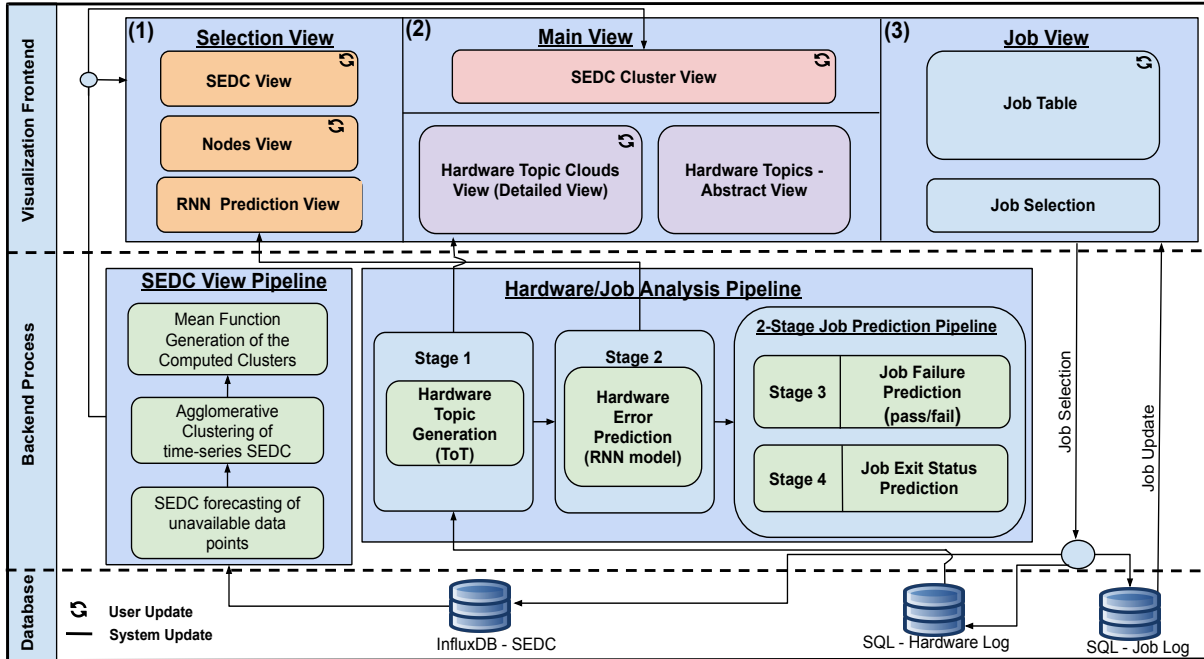 Visualization Frontend
(1)
Selection View
SEDC View
Nodes View
RNN Prediction View
(2)
Main View
SEDC Cluster View
Hardware Topic Clouds
View (Detailed View)
Hardware Topics -
Abstract View
(3)
Job View
Job Table
Job Selection
Backend Process
SEDC View Pipeline
Mean Function
Generation of the
Computed Clusters
Agglomerative
Clustering of
time-series SEDC
SEDC forecasting of
unavailable data
points
Hardware/Job Analysis Pipeline
Stage 1
Hardware
Topic
Generation
(ToT)
Stage 2
Hardware
Error
Prediction
(RNN model)
2-Stage Job Prediction Pipeline
Stage 3
Job Failure
Prediction
(pass/fail)
Stage 4
Job Exit Status
Prediction
Job Selection
Job Update
Database
User Update
System Update
InfluxDB - SEDC
SQL - Hardware Log
SQL - Job Log